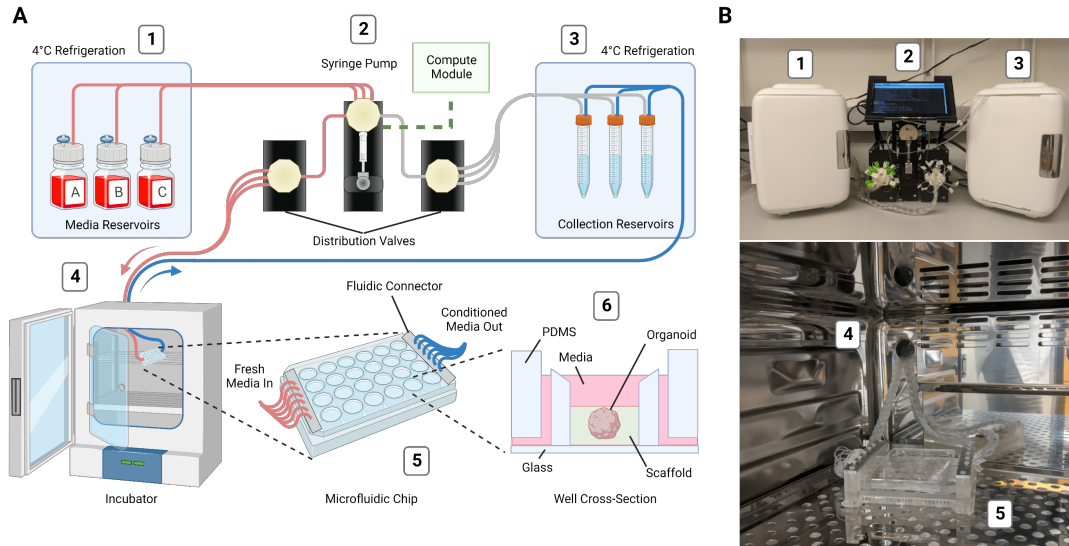 A
B
1
2
3
4°C Refrigeration
Syringe Pump
Compute
Module
4°C Refrigeration
A
B
C
Media Reservoirs
Distribution Valves
Collection Reservoirs
4
Fluidic Connector
Conditioned
Media Out
Fresh
Media In
6
PDMS
Media
Organoid
Glass
Scaffold
5
Incubator
Microfluidic Chip
Well Cross-Section
1
2
3
4
5